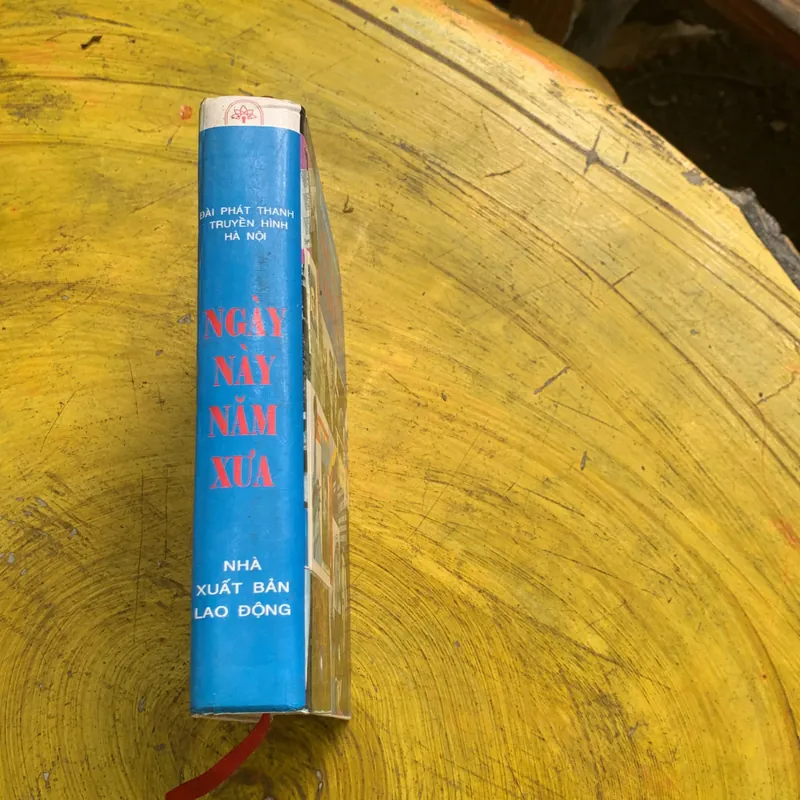 ĐÀI PHÁT THANH
TRUYỀN HÌNH
HÀ NỘI
NGÀY
NÀY
NĂM
XƯA
NHÀ
XUẤT BẢN
LAO ĐỘNG